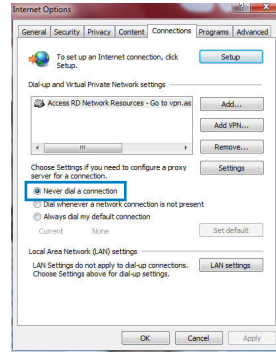 Internet Options
General Security Privacy Content Connections Programs Advanced
To set up an Internet connection, click
Setup.
Setup
Dial-up and Virtual Private Network settings
Access RD Network Resources - Go to vpn.as
Add...
Add VPN...
Remove...
Choose Settings if you need to configure a proxy
server for a connection.
Settings
Never dial a connection
Dial whenever a network connection is not present
Always dial my default connection
Current None
Set default
Local Area Network (LAN) settings
LAN Settings do not apply to dial-up connections.
Choose Settings above for dial-up settings.
LAN settings
OK Cancel Apply